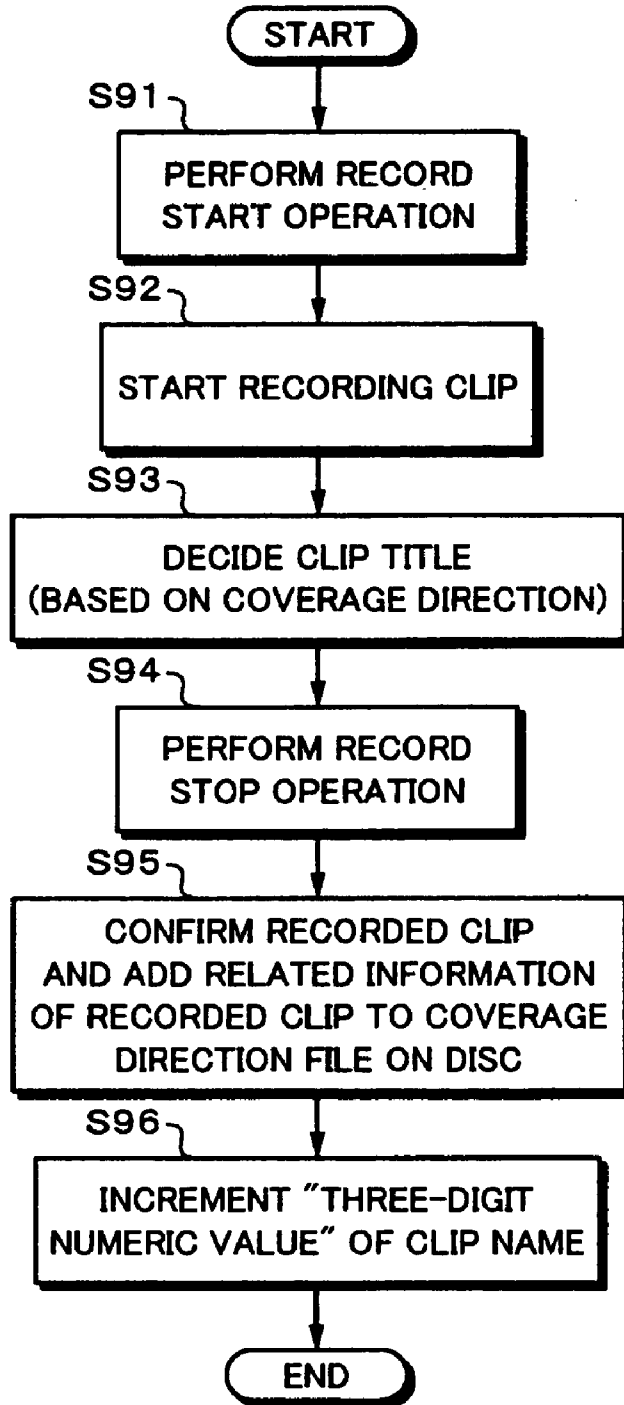 START
S91
PERFORM RECORD
START OPERATION
S92
START RECORDING CLIP
S93
DECIDE CLIP TITLE
(BASED ON COVERAGE DIRECTION)
S94
PERFORM RECORD
STOP OPERATION
S95
CONFIRM RECORDED CLIP
AND ADD RELATED INFORMATION
OF RECORDED CLIP TO COVERAGE
DIRECTION FILE ON DISC
S96
INCREMENT "THREE-DIGIT
NUMERIC VALUE" OF CLIP NAME
END